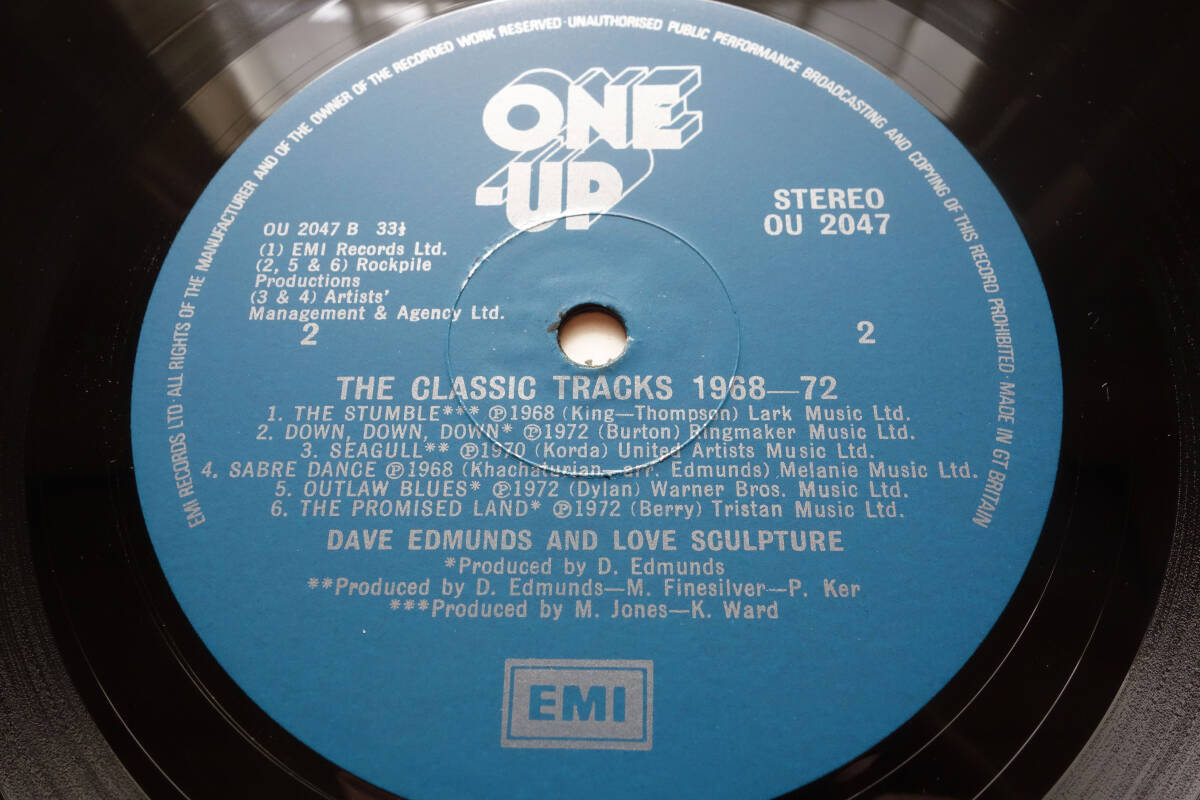 EMI RECORDS LTD ALL RIGHTS OF THE MANUFACTURER AND OF THE OWNER OF THE RECORDED WORK RESERVED · UNAUTHORISED PUBLIC PERFORMANCE BROADCASTING AND COPYING OF THIS RECORD PROHIBITED · MADE IN GT BRITAIN
ONE
UP
STEREO
OU 2047
OU 2047 B 33⅓
(1) EMI Records Ltd.
(2, 5 & 6) Rockpile
Productions
(3 & 4) Artists'
Management & Agency Ltd.
2
2
THE CLASSIC TRACKS 1968—72
1. THE STUMBLE*** ℗1968 (King—Thompson) Lark Music Ltd.
2. DOWN, DOWN, DOWN* ℗1972 (Burton) Ringmaker Music Ltd.
3. SEAGULL** ℗1970 (Korda) United Artists Music Ltd.
4. SABRE DANCE ℗1968 (Khachaturian—arr. Edmunds) Melanie Music Ltd.
5. OUTLAW BLUES* ℗1972 (Dylan) Warner Bros. Music Ltd.
6. THE PROMISED LAND* ℗1972 (Berry) Tristan Music Ltd.
DAVE EDMUNDS AND LOVE SCULPTURE
*Produced by D. Edmunds
**Produced by D. Edmunds—M. Finesilver—P. Ker
***Produced by M. Jones—K. Ward
EMI